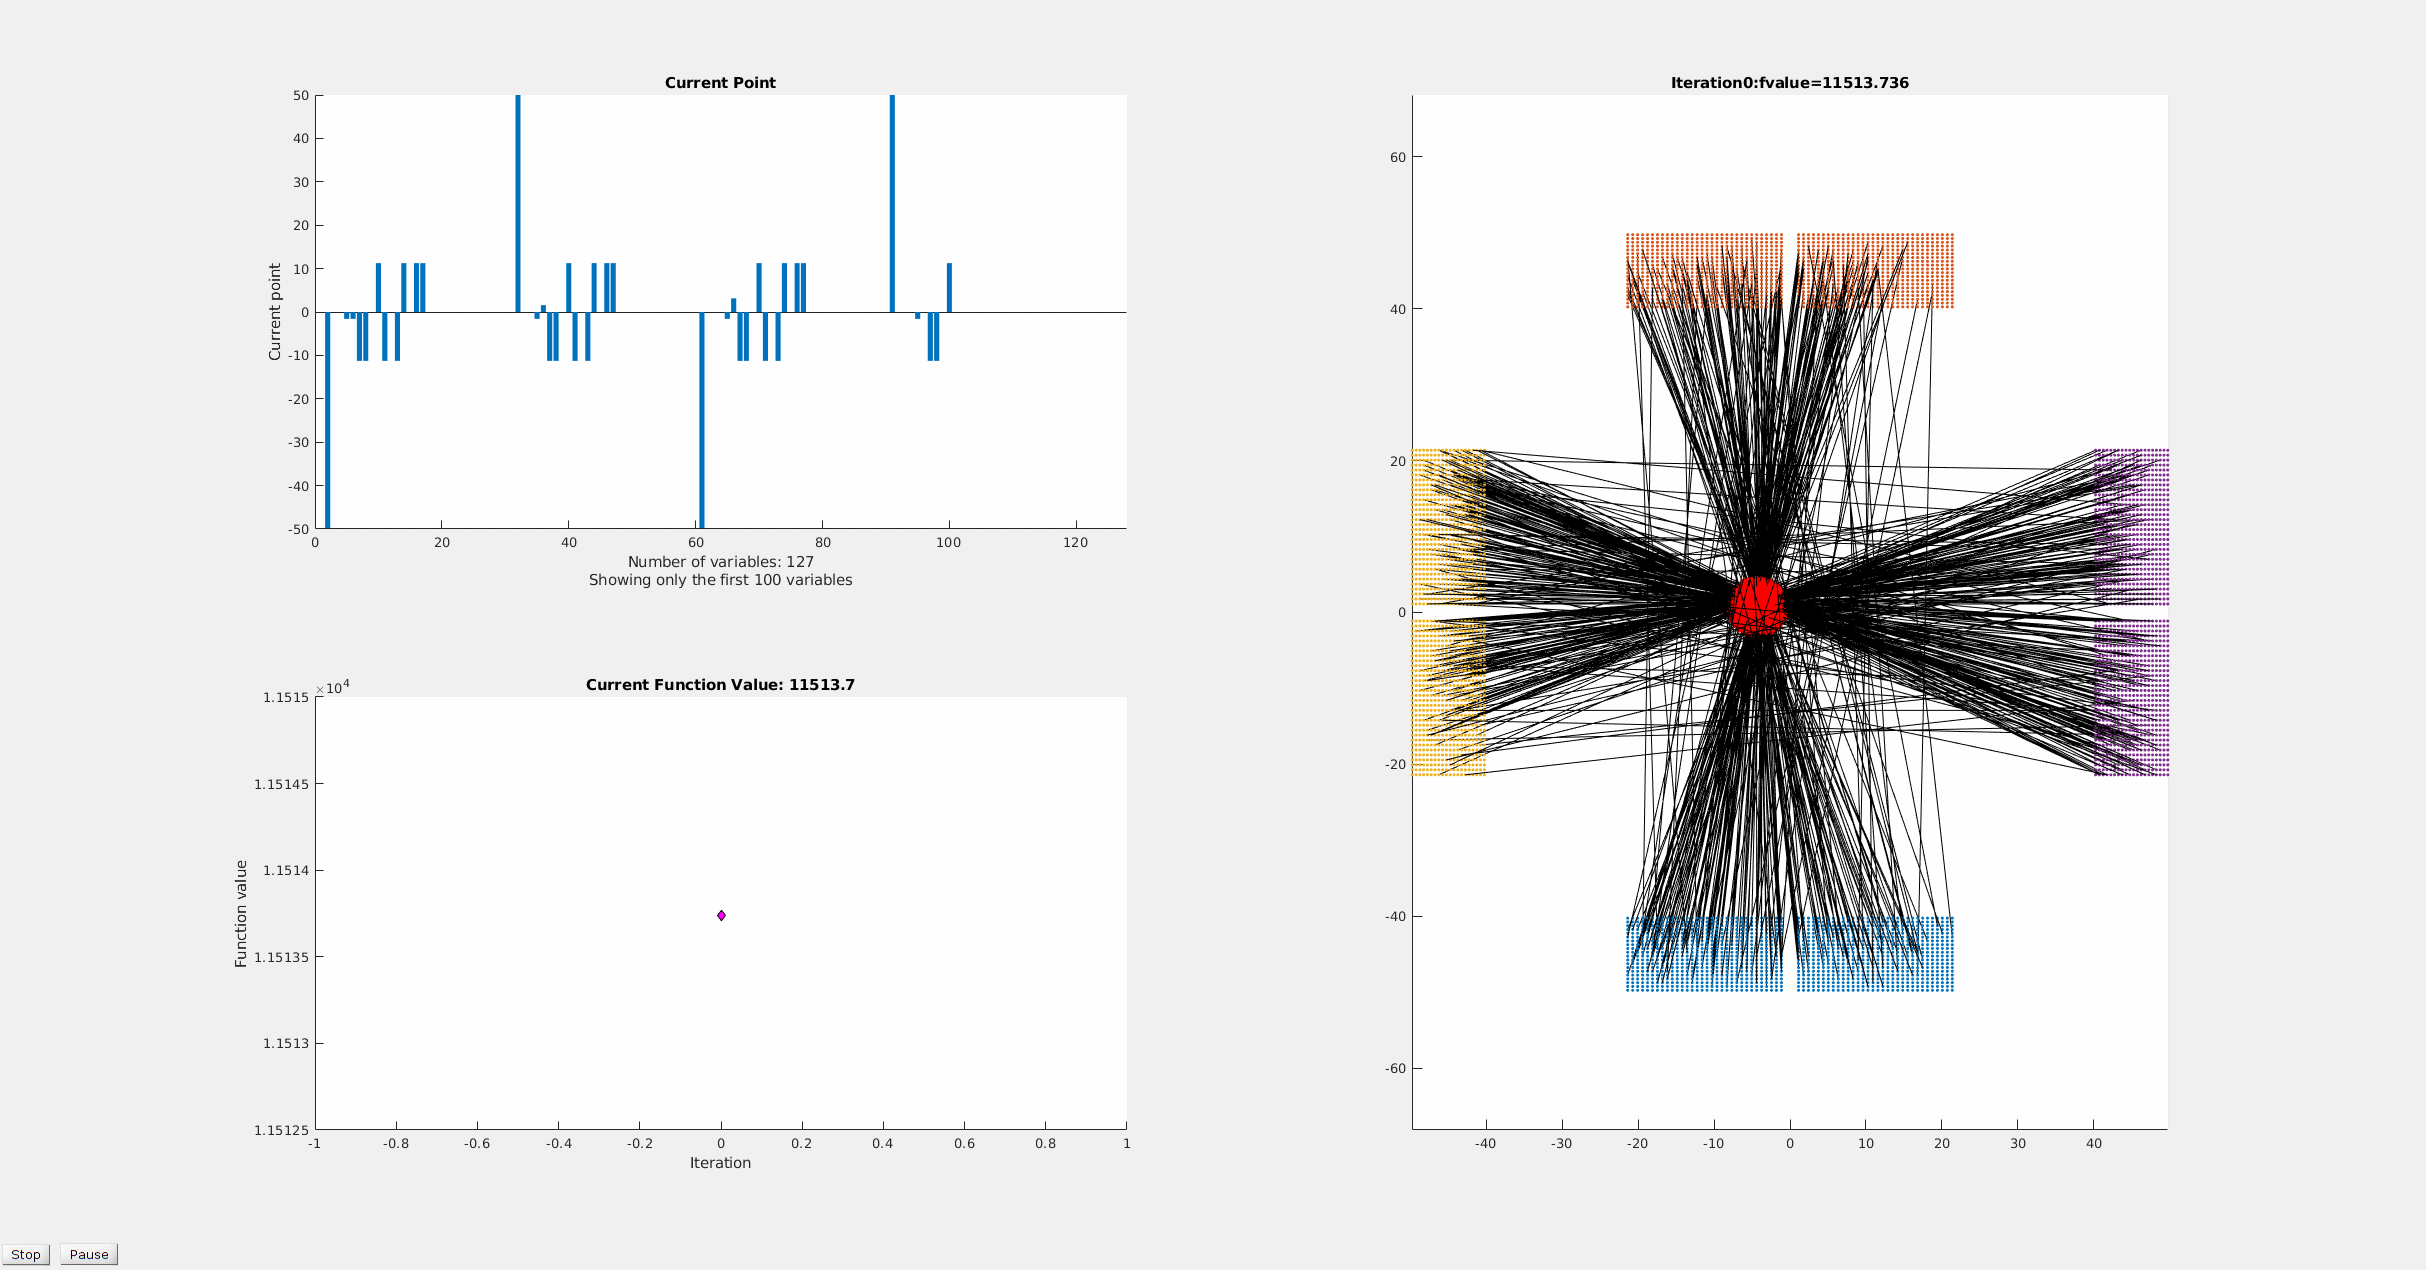 Current Point
50
40
30
20
10
0
-10
-20
-30
-40
-50
Current point
0 20 40 60 80 100 120
Number of variables: 127
Showing only the first 100 variables
Current Function Value: 11513.7
×10^4
1.1515
1.15145
1.1514
1.15135
1.1513
1.15125
Function value
-1 -0.8 -0.6 -0.4 -0.2 0 0.2 0.4 0.6 0.8 1
Iteration
Iteration0:fvalue=11513.736
60
40
20
0
-20
-40
-60
-40 -30 -20 -10 0 10 20 30 40
Stop Pause